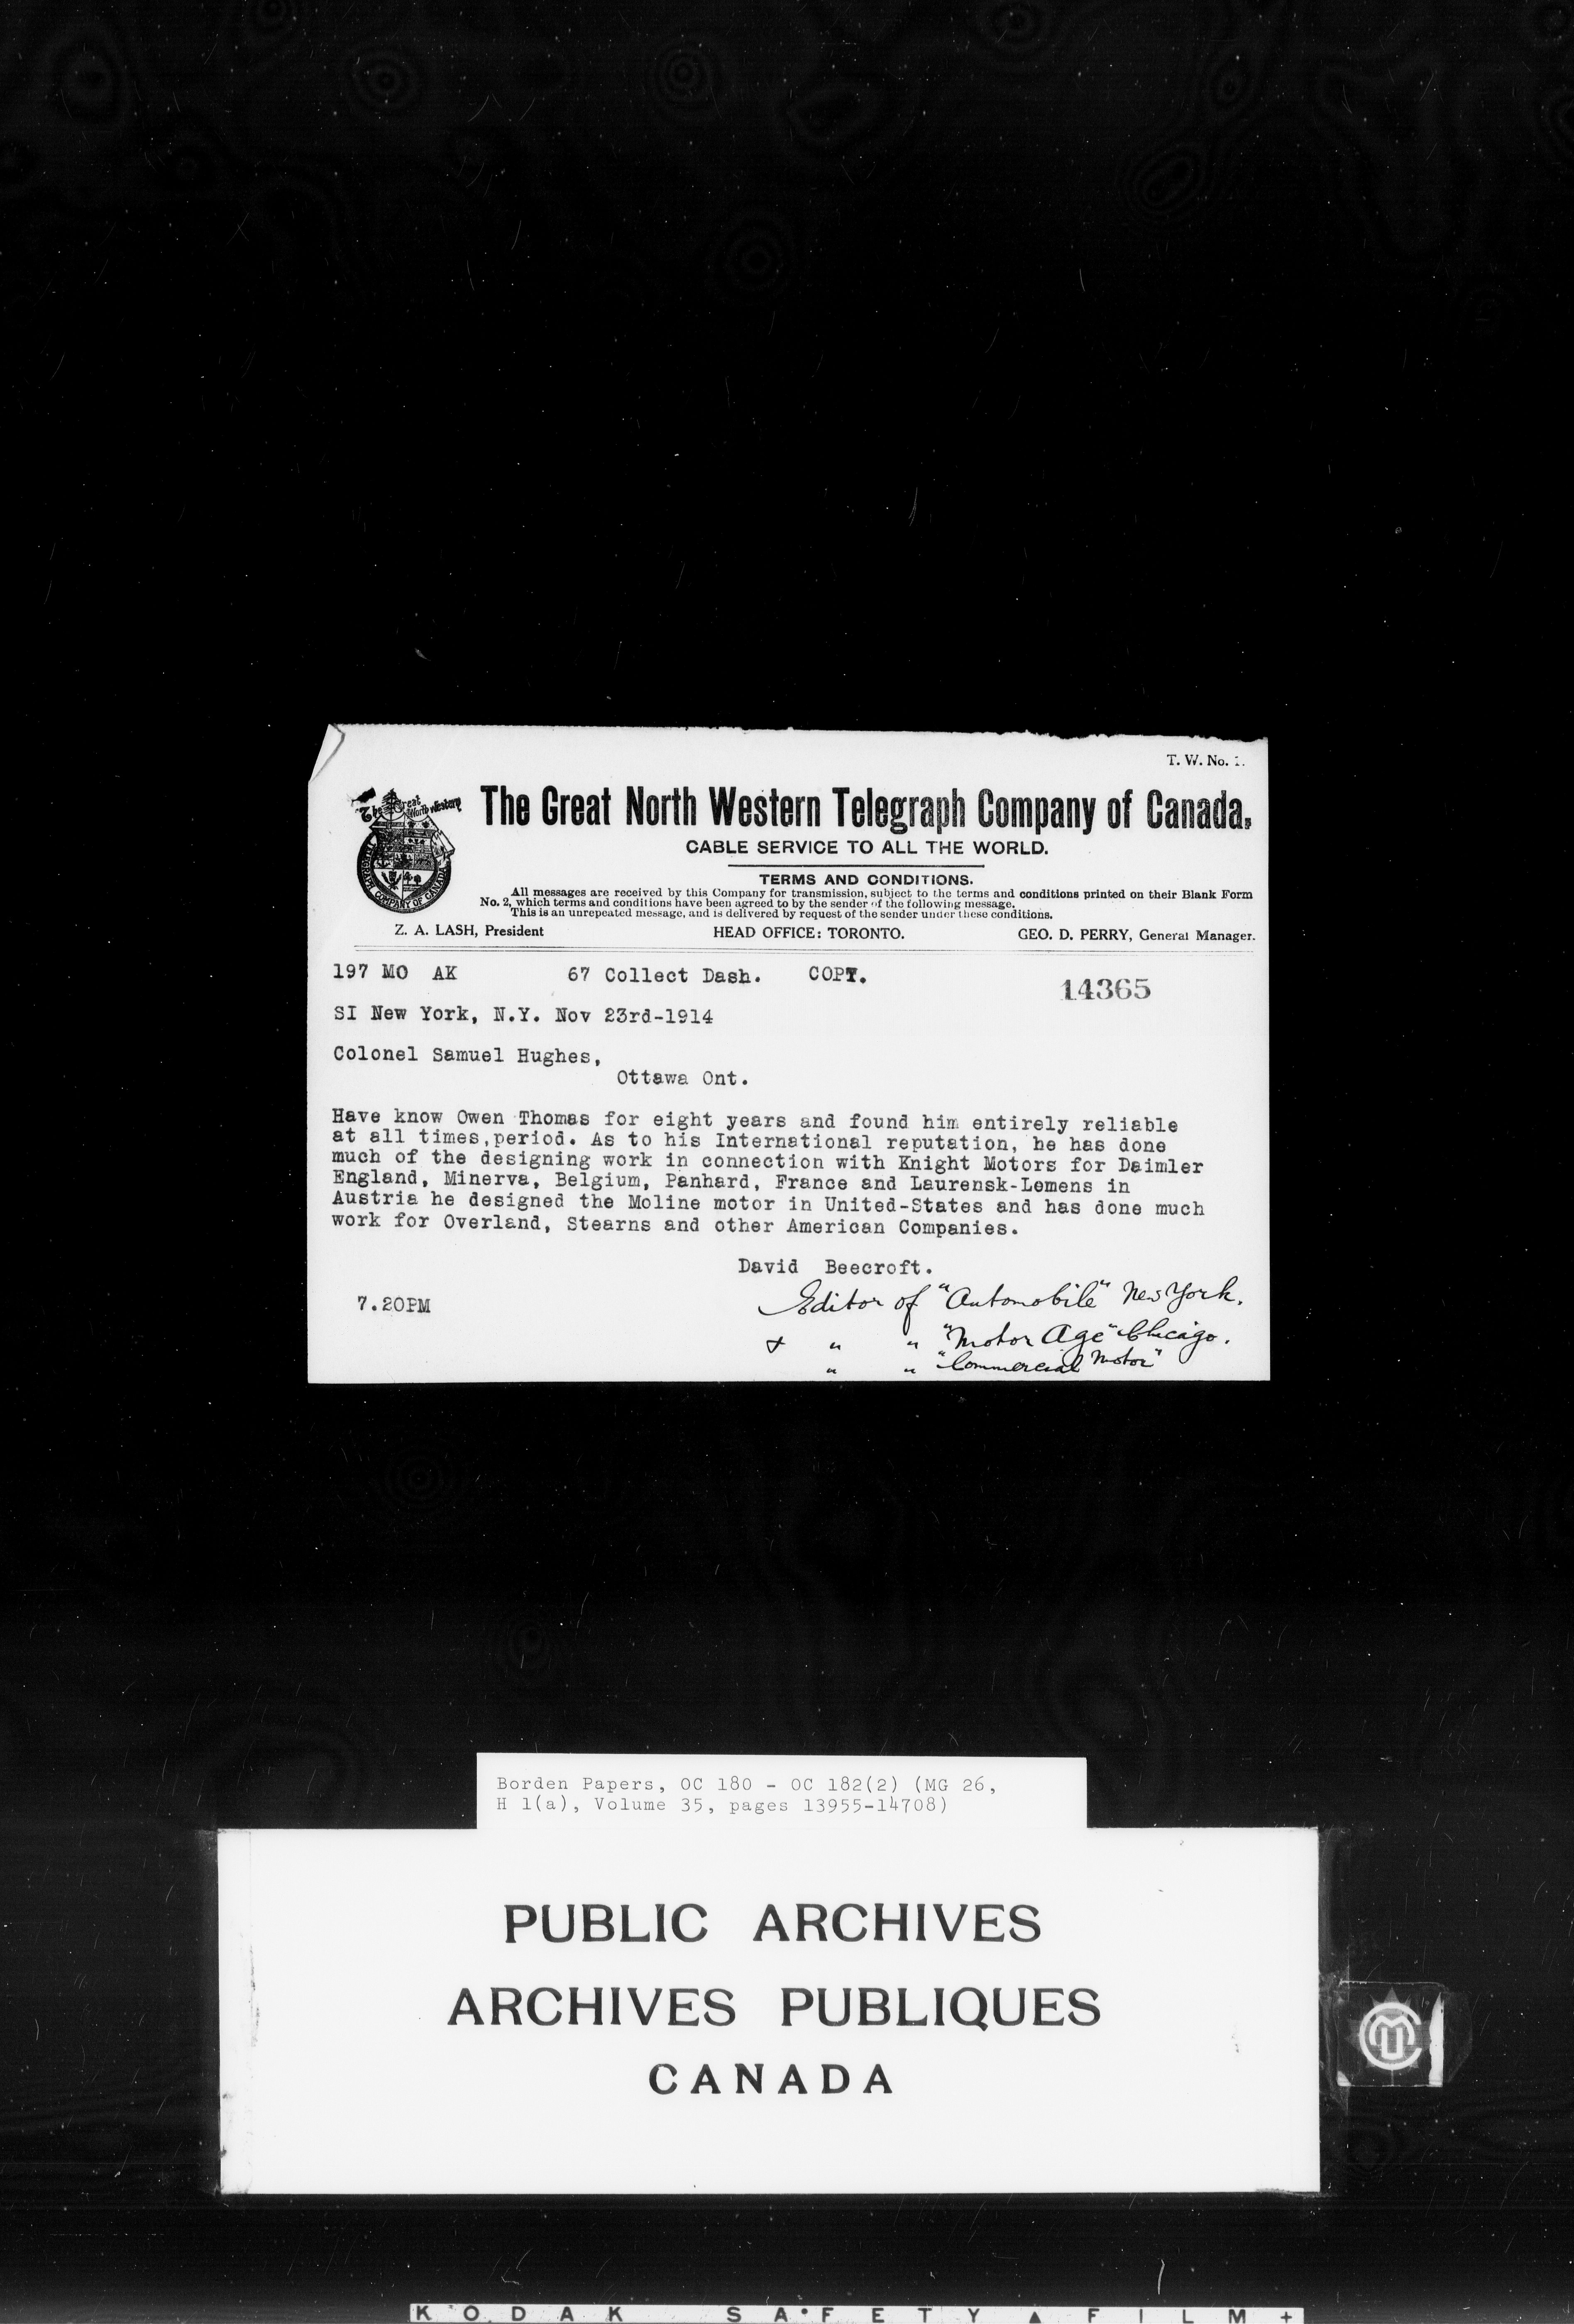 T. W. No. 1.
The Great North Western
TELEGRAPH COMPANY OF CANADA
The Great North Western Telegraph Company of Canada,
CABLE SERVICE TO ALL THE WORLD.
TERMS AND CONDITIONS.
All messages are received by this Company for transmission, subject to the terms and conditions printed on their Blank Form
No. 2, which terms and conditions have been agreed to by the sender of the following message.
This is an unrepeated message, and is delivered by request of the sender under these conditions.
Z. A. LASH, President HEAD OFFICE: TORONTO. GEO. D. PERRY, General Manager.
197 MO AK 67 Collect Dash. COPY.
14365
SI New York, N.Y. Nov 23rd-1914
Colonel Samuel Hughes,
Ottawa Ont.
Have know Owen Thomas for eight years and found him entirely reliable
at all times,period. As to his International reputation, he has done
much of the designing work in connection with Knight Motors for Daimler
England, Minerva, Belgium, Panhard, France and Laurensk-Lemens in
Austria he designed the Moline motor in United-States and has done much
work for Overland, Stearns and other American Companies.
David Beecroft.
7.20PM
Editor of "Automobile" New York.
& " " "Motor Age" Chicago.
" " "Commercial Motor"
Borden Papers, OC 180 - OC 182(2) (MG 26,
H 1(a), Volume 35, pages 13955-14708)
PUBLIC ARCHIVES
ARCHIVES PUBLIQUES
CANADA
KODAK SAFETY ▲ FILM +